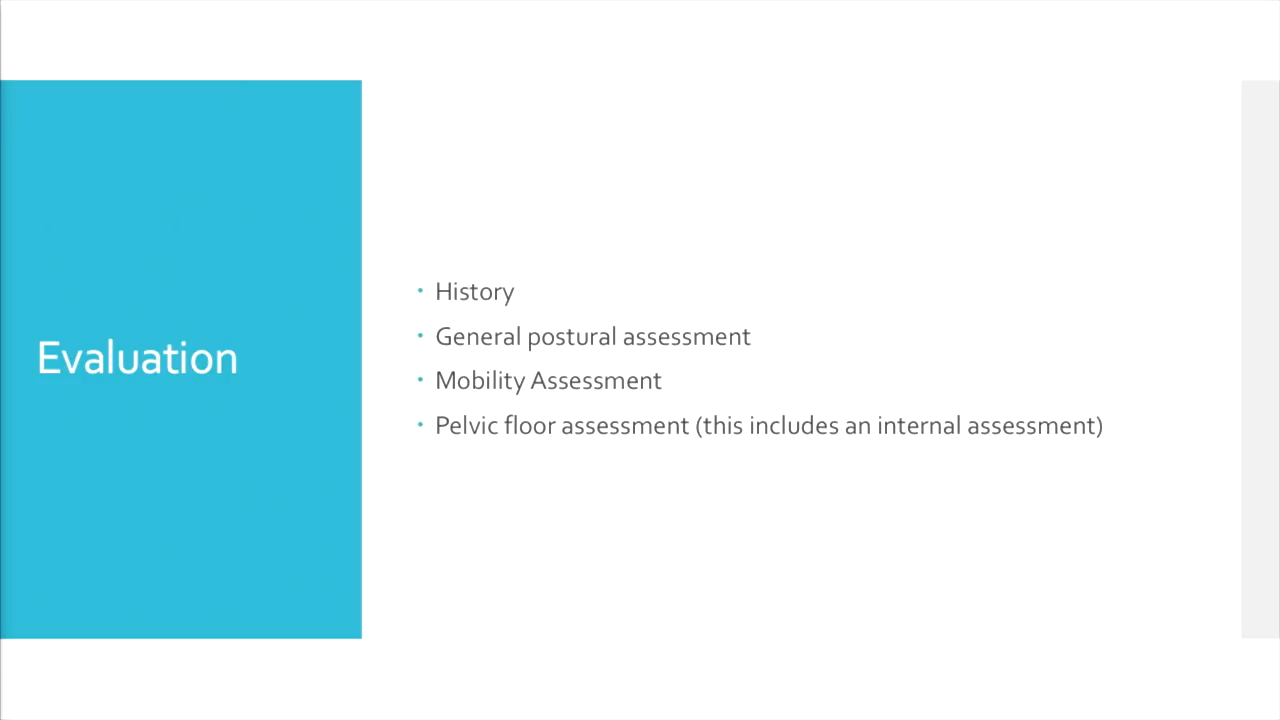 Evaluation
• History
• General postural assessment
• Mobility Assessment
• Pelvic floor assessment (this includes an internal assessment)